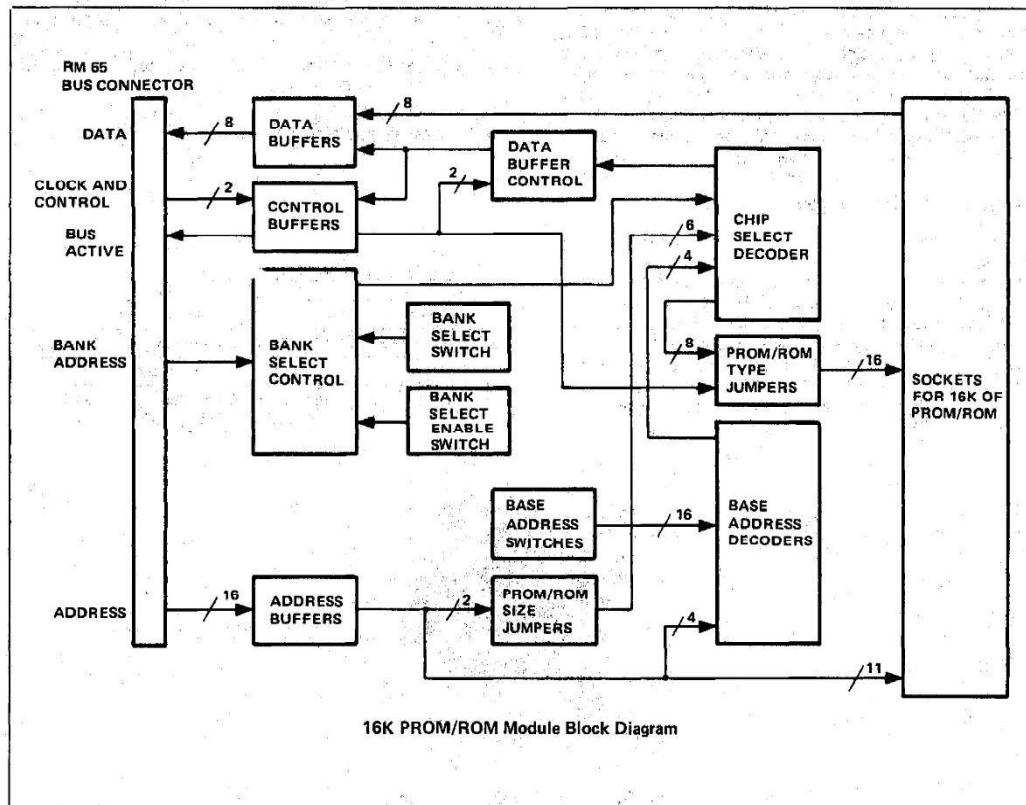 RM 65
BUS CONNECTOR
DATA
8
DATA
BUFFERS
8
CLOCK AND
CONTROL
2
CONTROL
BUFFERS
2
DATA
BUFFER
CONTROL
BUS
ACTIVE
6
4
CHIP
SELECT
DECODER
BANK
ADDRESS
BANK
SELECT
CONTROL
BANK
SELECT
SWITCH
BANK
SELECT
ENABLE
SWITCH
8
PROM/ROM
TYPE
JUMPERS
16
SOCKETS
FOR 16K OF
PROM/ROM
BASE
ADDRESS
SWITCHES
16
BASE
ADDRESS
DECODERS
ADDRESS
16
ADDRESS
BUFFERS
2
PROM/ROM
SIZE
JUMPERS
4
11
16K PROM/ROM Module Block Diagram